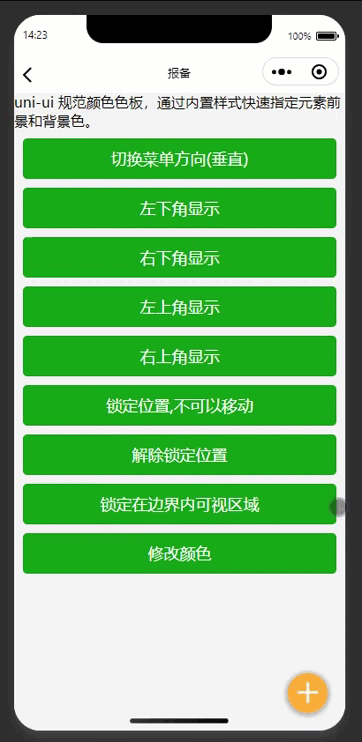 14:23
100%
报备
uni-ui 规范颜色色板，通过内置样式快速指定元素前
景和背景色。
切换菜单方向(垂直)
左下角显示
右下角显示
左上角显示
右上角显示
锁定位置,不可以移动
解除锁定位置
锁定在边界内可视区域
修改颜色